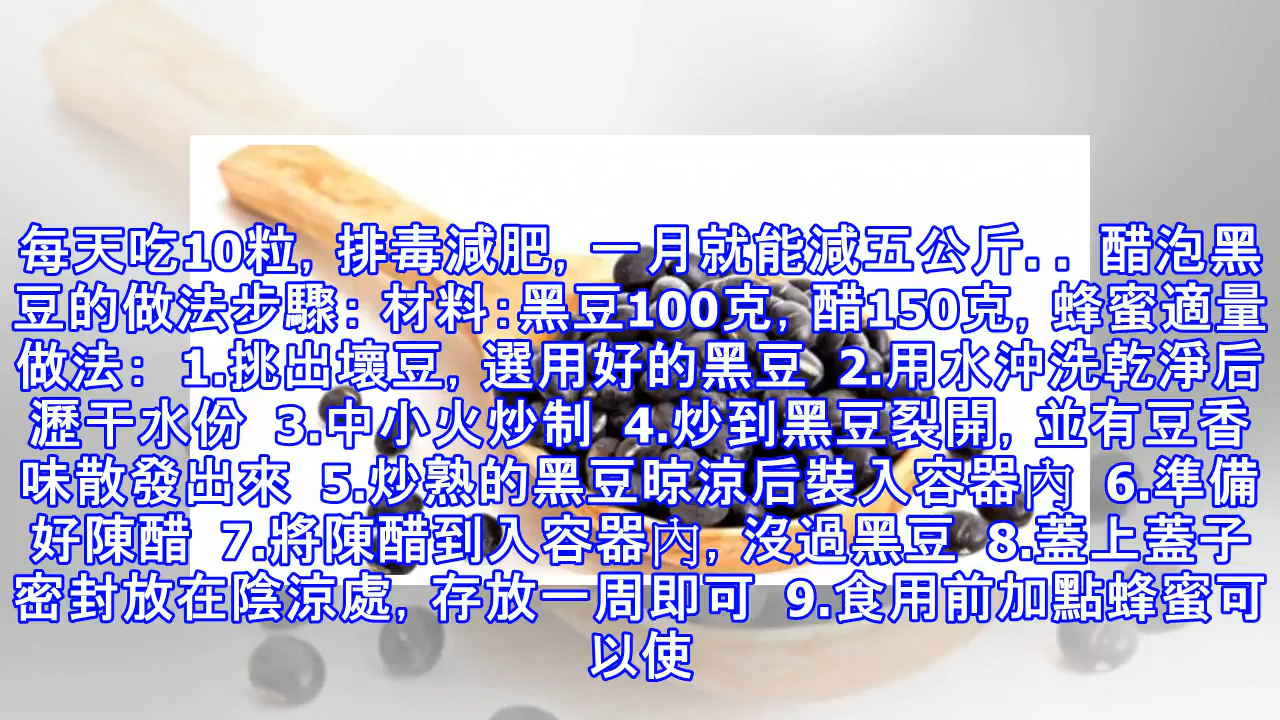 每天吃10粒, 排毒減肥, 一月就能減五公斤. . 醋泡黑
豆的做法步驟: 材料:黑豆100克, 醋150克, 蜂蜜適量
做法: 1.挑出壞豆, 選用好的黑豆 2.用水沖洗乾淨后
瀝干水份 3.中小火炒制 4.炒到黑豆裂開, 並有豆香
味散發出來 5.炒熟的黑豆晾涼后裝入容器內 6.準備
好陳醋 7.將陳醋到入容器內, 沒過黑豆 8.蓋上蓋子
密封放在陰涼處, 存放一周即可 9.食用前加點蜂蜜可
以使